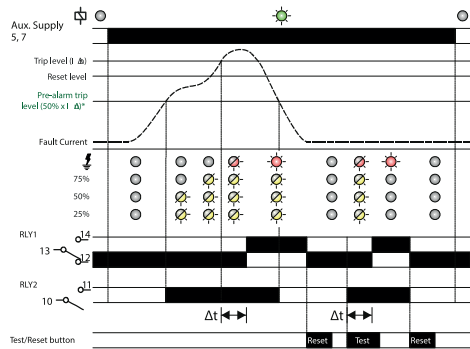 Aux. Supply
5, 7
Trip level (I Δn)
Reset level
Pre-alarm trip
level (50% x I Δ)*
Fault Current
75%
50%
25%
RLY1
14
13
12
RLY2
11
10
Δt
Δt
Test/Reset button
Reset
Test
Reset